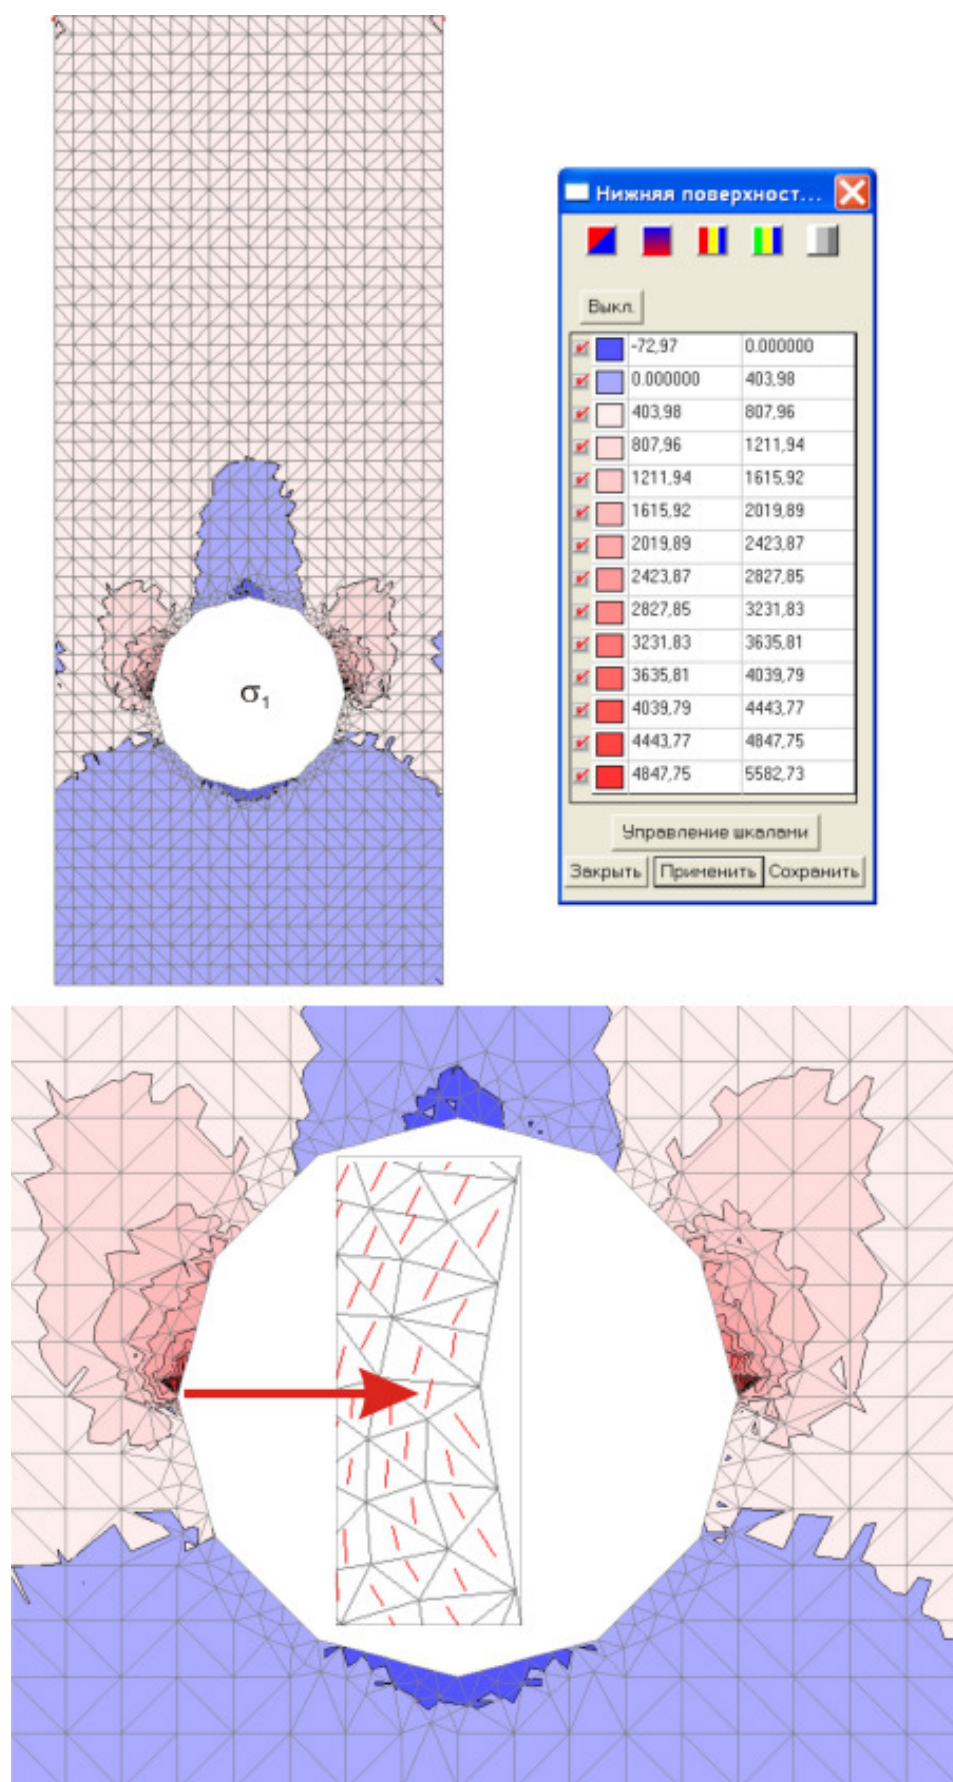 σ₁
Нижняя поверхност...
Выкл.
-72,97 0.000000
0.000000 403,98
403,98 807,96
807,96 1211,94
1211,94 1615,92
1615,92 2019,89
2019,89 2423,87
2423,87 2827,85
2827,85 3231,83
3231,83 3635,81
3635,81 4039,79
4039,79 4443,77
4443,77 4847,75
4847,75 5582,73
Управление шкалами
Закрыть Применить Сохранить